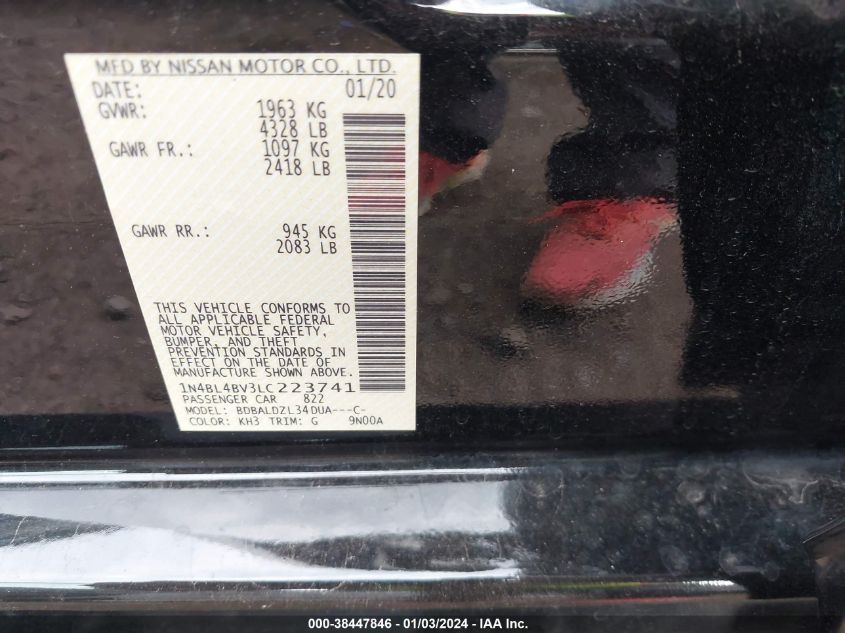 MFD BY NISSAN MOTOR CO., LTD.
DATE: 01/20
GVWR: 1963 KG
4328 LB
GAWR FR.: 1097 KG
2418 LB
GAWR RR.: 945 KG
2083 LB
THIS VEHICLE CONFORMS TO
ALL APPLICABLE FEDERAL
MOTOR VEHICLE SAFETY,
BUMPER, AND THEFT
PREVENTION STANDARDS IN
EFFECT ON THE DATE OF
MANUFACTURE SHOWN ABOVE.
1N4BL4BV3LC223741
PASSENGER CAR 822
MODEL: BDBALDZL34DUA---C-
COLOR: KH3 TRIM: G 9N00A
000-38447846 - 01/03/2024 - IAA Inc.